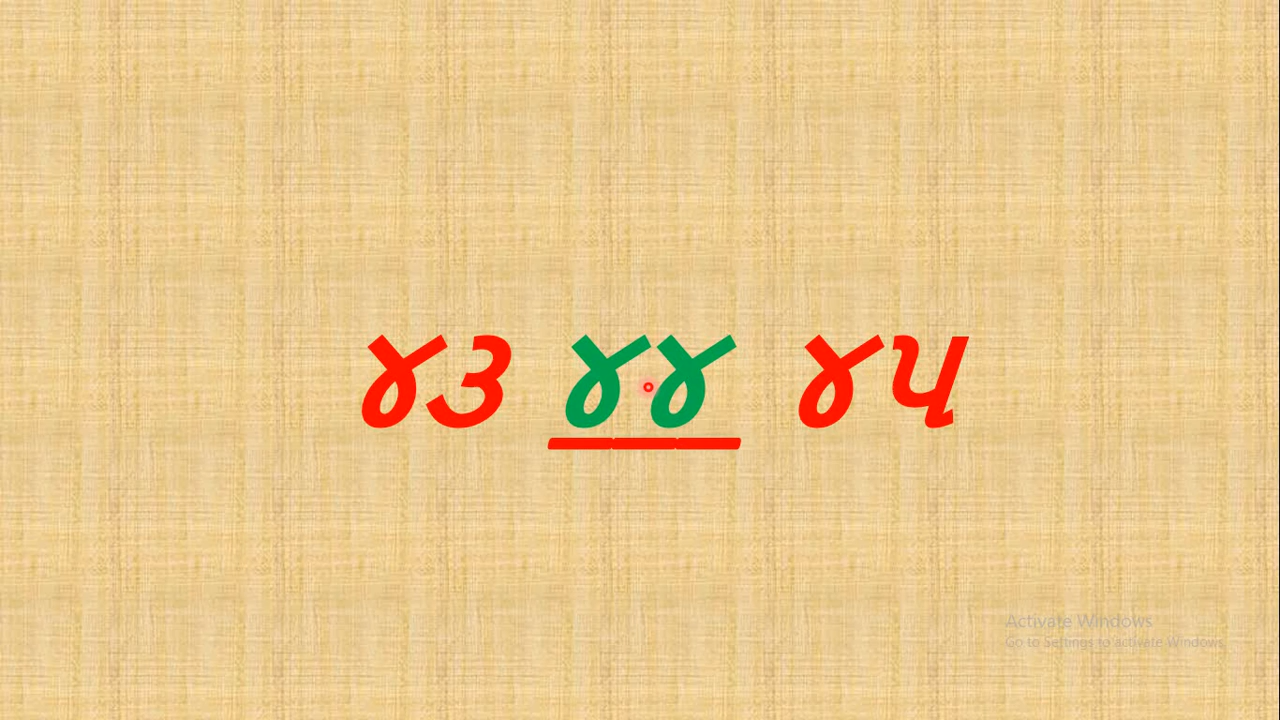 ૪૩ ૪૪ ૪૫
Activate Windows
Go to Settings to activate Windows.